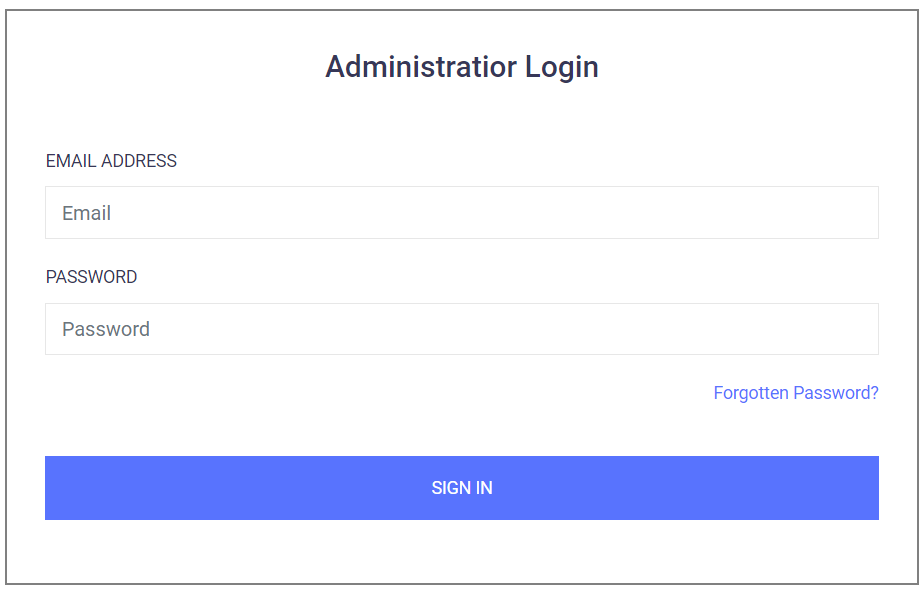 Administratior Login
EMAIL ADDRESS
Email
PASSWORD
Password
Forgotten Password?
SIGN IN